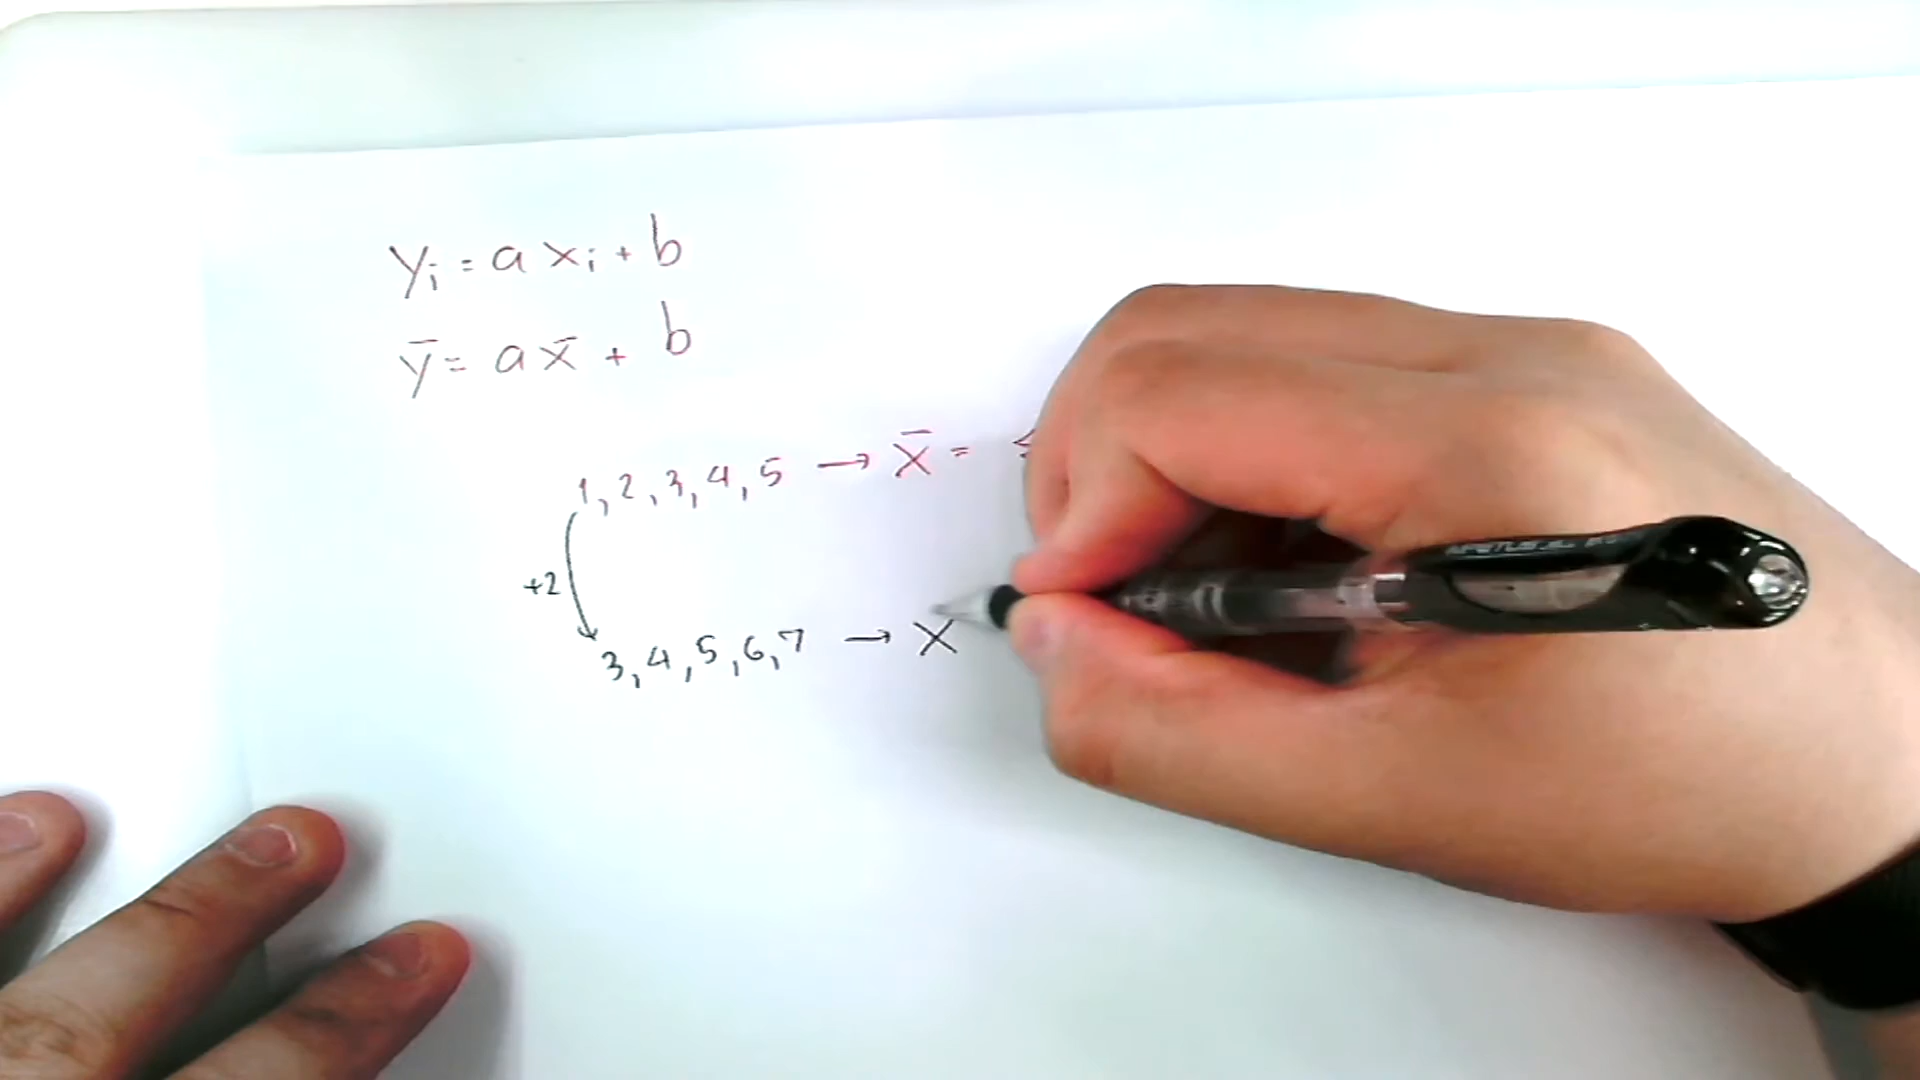 yᵢ = a xᵢ + b
ȳ = a x̄ + b
1, 2, 3, 4, 5 → x̄ =
+2
3, 4, 5, 6, 7 → x